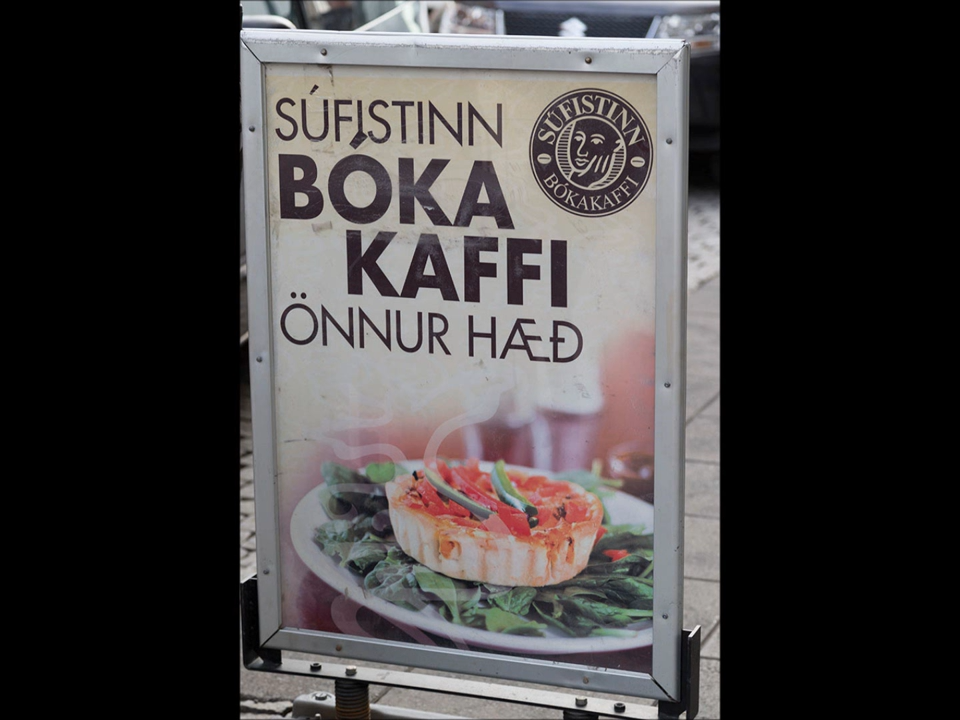 SÚFISTINN
BÓKA
KAFFI
ÖNNUR HÆÐ
SÚFISTINN
BÓKAKAFFI